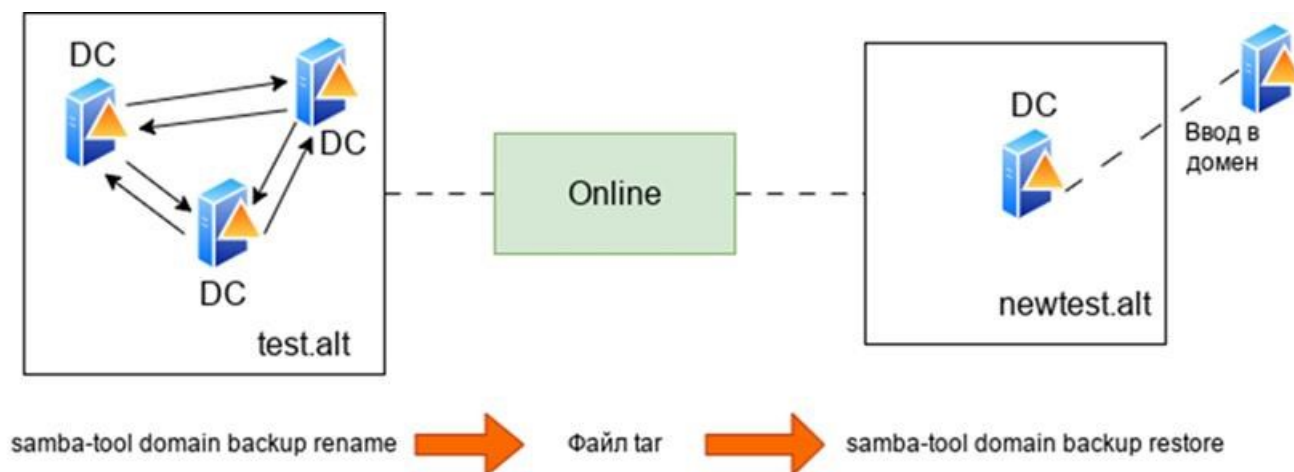 DC
DC
DC
test.alt
Online
DC
newtest.alt
Ввод в
домен
samba-tool domain backup rename
Файл tar
samba-tool domain backup restore